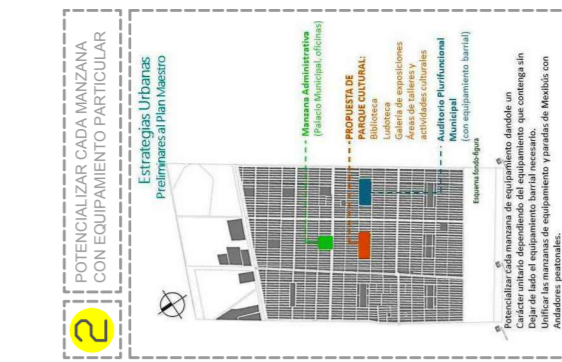 2
POTENCIALIZAR CADA MANZANA
CON EQUIPAMIENTO PARTICULAR
Estrategias Urbanas
Preliminares al Plan Maestro
Manzana Administrativa
(Palacio Municipal, oficinas)
PROPUESTA DE
PARQUE CULTURAL:
Biblioteca
Ludoteca
Galería de exposiciones
Áreas de talleres y
actividades culturales
Auditorio Plurifuncional
Municipal
(con equipamiento barrial)
Esquema fondo-figura
Potencializar cada manzana de equipamiento dandole un
Carácter unitario dependiendo del equipamiento que contenga sin
Dejar de lado el equipamiento barrial necesario.
Unificar las manzanas de equipamiento y paradas de Mexibús con
Andadores peatonales.